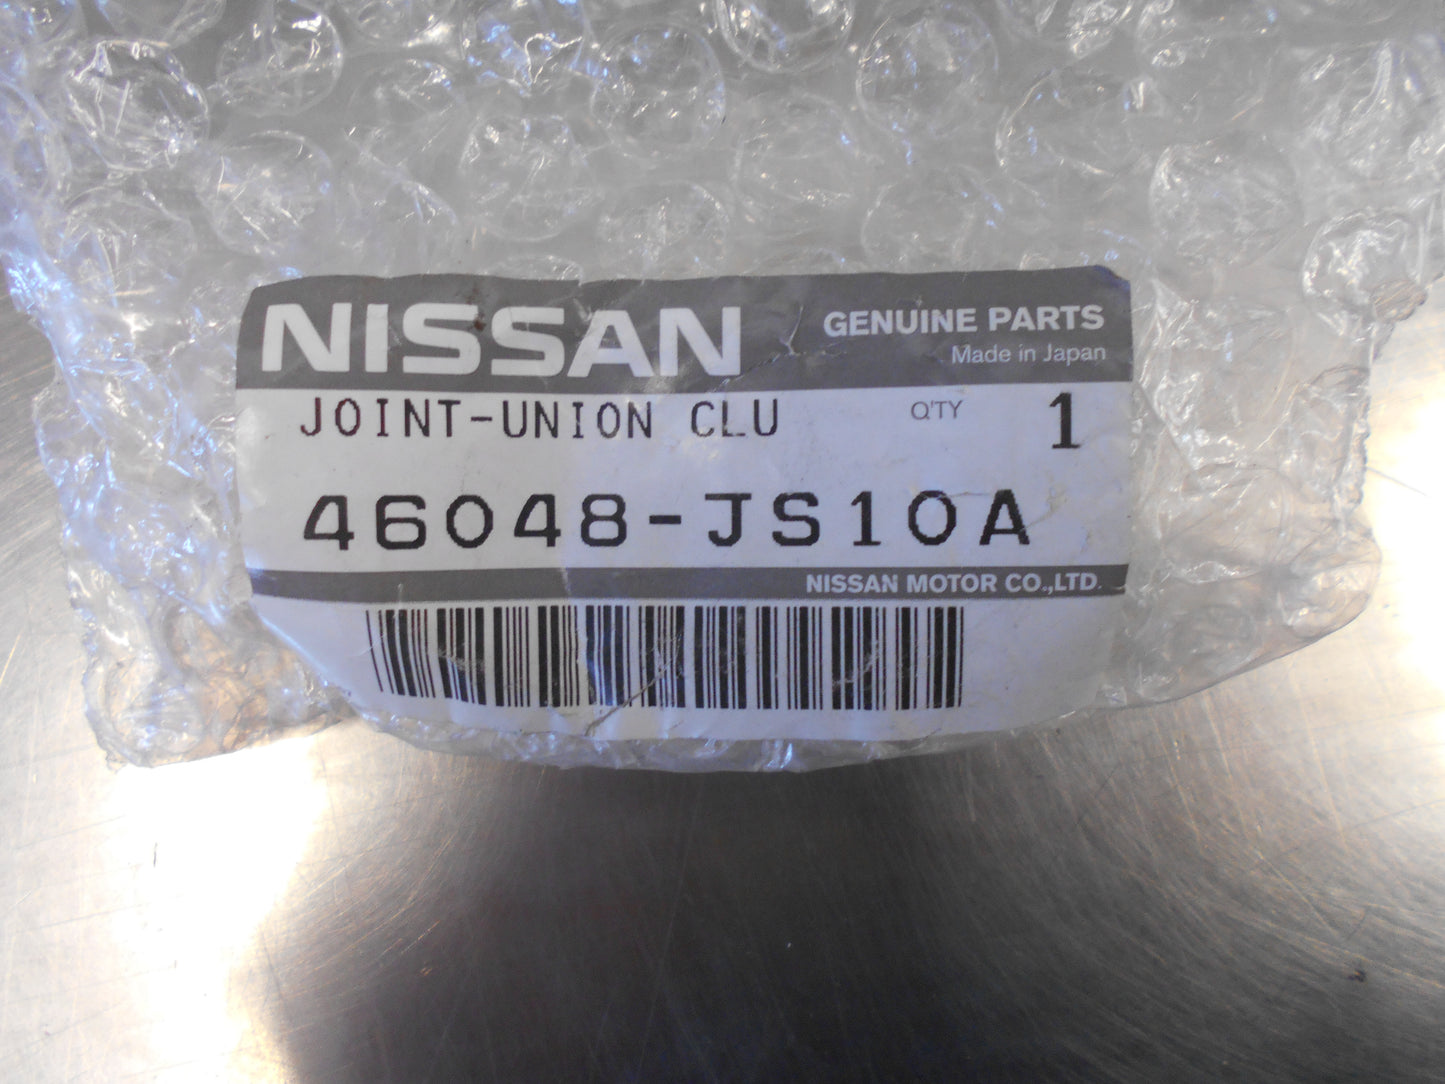 NISSAN GENUINE PARTS
Made in Japan
JOINT-UNION CLU Q'TY 1
46048-JS10A
NISSAN MOTOR CO.,LTD.